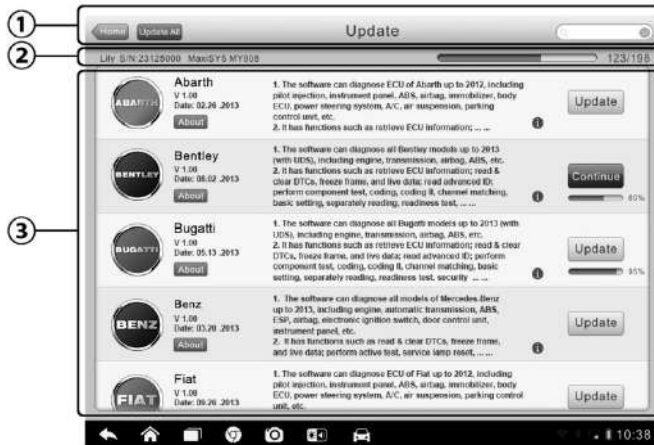 ①
Home Update All Update
②
Lily S/N:23126000 MaxiSYS MY908 123/198
③
ABARTH
Abarth
V 1.00
Date: 02.26 .2013
About
1. The software can diagnose ECU of Abarth up to 2012, including
pilot injection, instrument panel, ABS, airbag, immobilizer, body
ECU, power steering system, A/C, air suspension, parking
control unit, etc.
2. It has functions such as retrieve ECU information; ... ...
Update
BENTLEY
Bentley
V 1.00
Date: 08.02 .2013
About
1. The software can diagnose all Bentley models up to 2013
(with UDS), including engine, transmission, airbag, ABS, etc.
2. It has functions such as retrieve ECU information; read &
clear DTCs, freeze frame, and live data; read advanced ID;
perform component test, coding, coding II, channel matching,
basic setting, separately reading, readiness test, ... ...
Continue
60%
BUGATTI
Bugatti
V 1.00
Date: 05.13 .2013
About
1. The software can diagnose all Bugatti models up to 2013 (with
UDS), including engine, transmission, airbag, ABS, etc.
2. It has functions such as retrieve ECU information; read & clear
DTCs, freeze frame, and live data; read advanced ID; perform
component test, coding, coding II, channel matching, basic
setting, separately reading, readiness test, security ... ...
Update
95%
BENZ
Benz
V 1.00
Date: 03.20 .2013
About
1. The software can diagnose all models of Mercedes-Benz
up to 2013, including engine, automatic transmission, ABS,
ESP, airbag, electronic ignition switch, door control unit,
instrument panel, etc.
2. It has functions such as read & clear DTCs, freeze frame,
and live data; perform active test, service lamp reset, ... ...
Update
FIAT
Fiat
V 1.00
Date: 09.26 .2013
1. The software can diagnose ECU of Fiat up to 2012, including
pilot injection, instrument panel, ABS, airbag, immobilizer, body
ECU, power steering system, A/C, air suspension, parking control
unit, etc.
Update
10:38